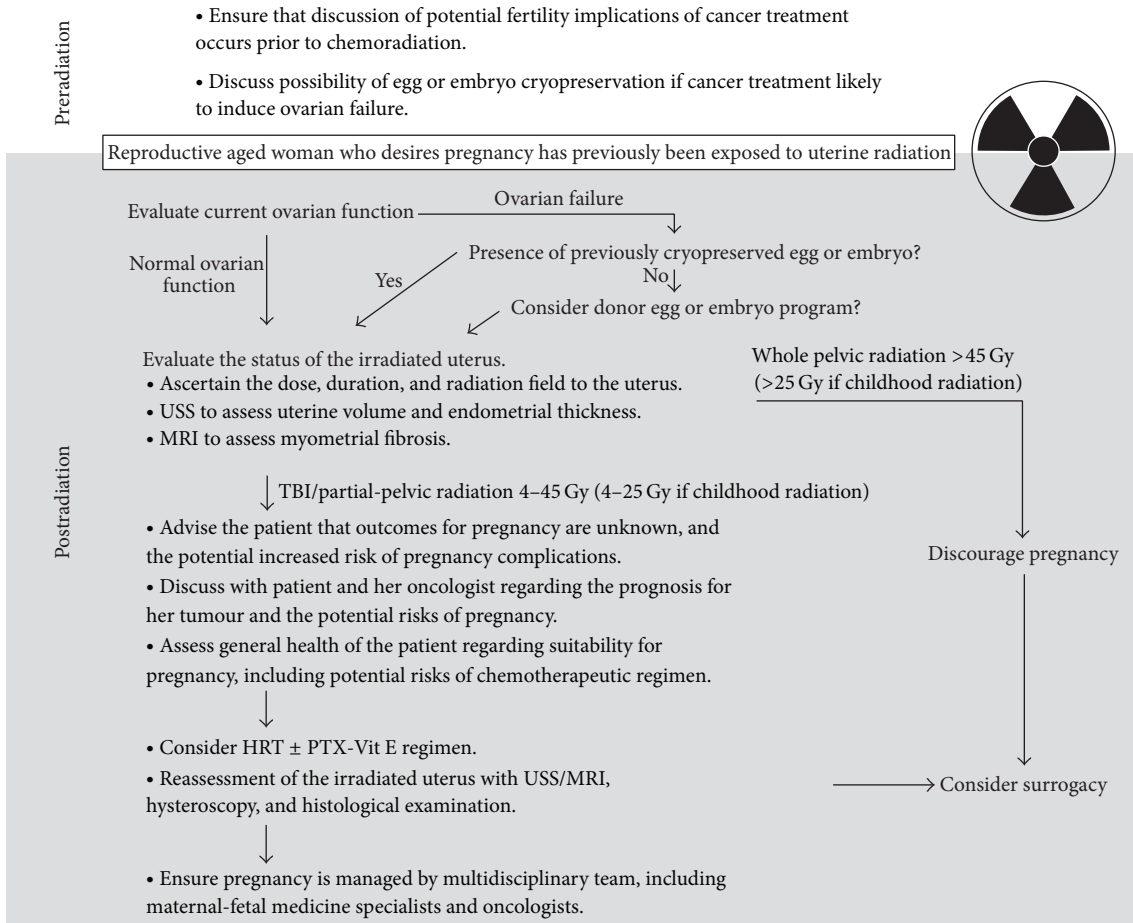 Preradiation
• Ensure that discussion of potential fertility implications of cancer treatment
occurs prior to chemoradiation.
• Discuss possibility of egg or embryo cryopreservation if cancer treatment likely
to induce ovarian failure.
Reproductive aged woman who desires pregnancy has previously been exposed to uterine radiation
Postradiation
Evaluate current ovarian function
Ovarian failure
Normal ovarian
function
Presence of previously cryopreserved egg or embryo?
Yes
No
Consider donor egg or embryo program?
Evaluate the status of the irradiated uterus.
• Ascertain the dose, duration, and radiation field to the uterus.
• USS to assess uterine volume and endometrial thickness.
• MRI to assess myometrial fibrosis.
Whole pelvic radiation >45 Gy
(>25 Gy if childhood radiation)
TBI/partial-pelvic radiation 4–45 Gy (4–25 Gy if childhood radiation)
• Advise the patient that outcomes for pregnancy are unknown, and
the potential increased risk of pregnancy complications.
• Discuss with patient and her oncologist regarding the prognosis for
her tumour and the potential risks of pregnancy.
• Assess general health of the patient regarding suitability for
pregnancy, including potential risks of chemotherapeutic regimen.
Discourage pregnancy
• Consider HRT ± PTX-Vit E regimen.
• Reassessment of the irradiated uterus with USS/MRI,
hysteroscopy, and histological examination.
Consider surrogacy
• Ensure pregnancy is managed by multidisciplinary team, including
maternal-fetal medicine specialists and oncologists.